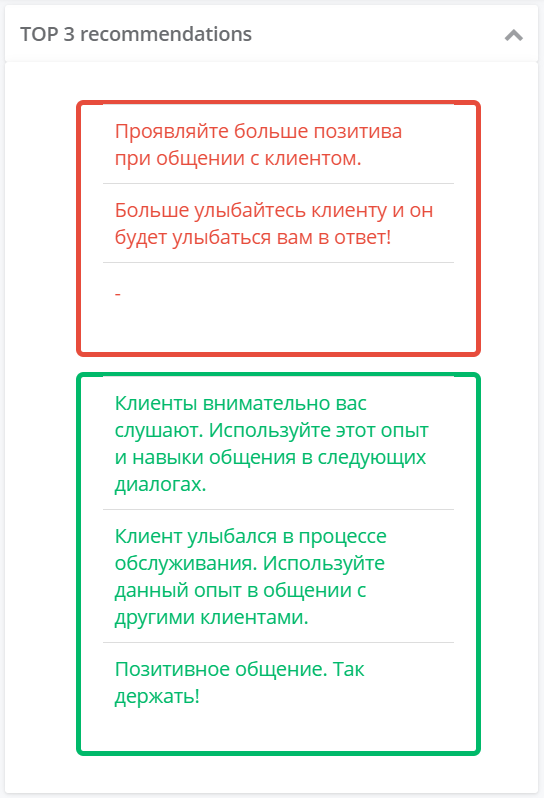 TOP 3 recommendations
Проявляйте больше позитива
при общении с клиентом.
Больше улыбайтесь клиенту и он
будет улыбаться вам в ответ!
-
Клиенты внимательно вас
слушают. Используйте этот опыт
и навыки общения в следующих
диалогах.
Клиент улыбался в процессе
обслуживания. Используйте
данный опыт в общении с
другими клиентами.
Позитивное общение. Так
держать!